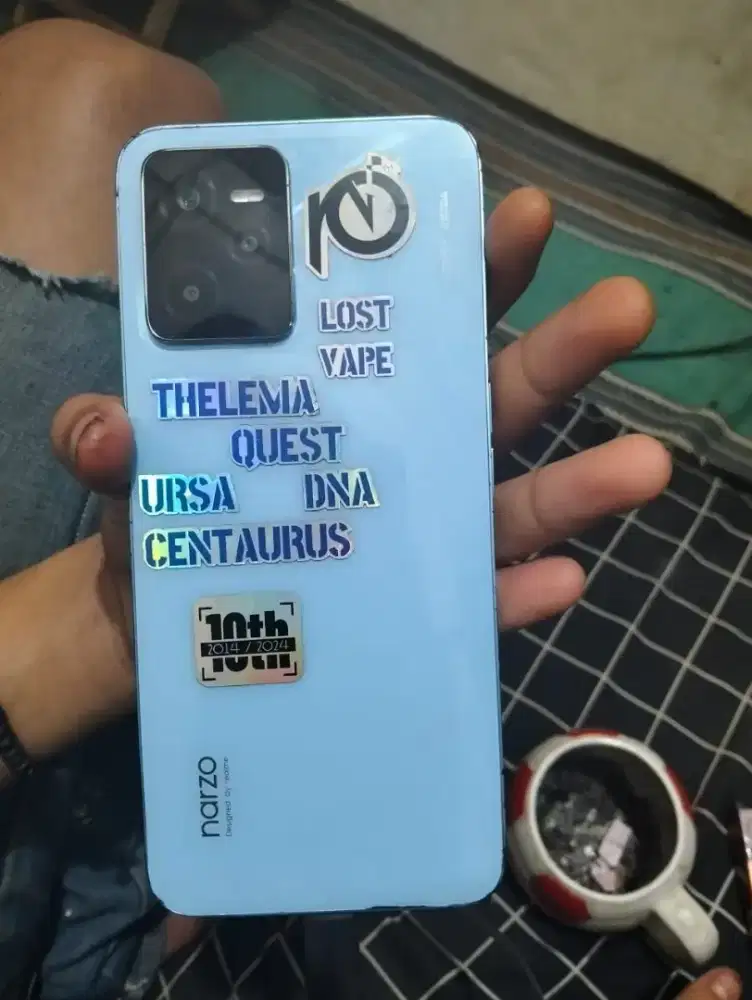 LOST
VAPE
THELEMA
QUEST
URSA DNA
CENTAURUS
10th
2014 / 2024
narzo
Designed by realme